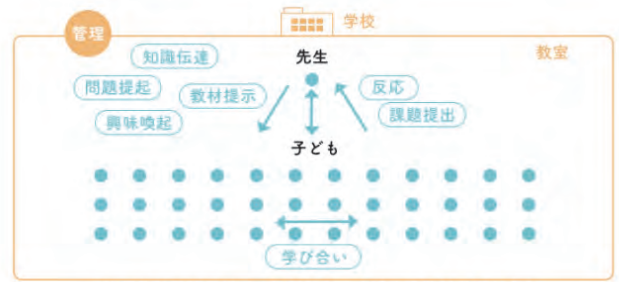 学校
管理
教室
知識伝達
先生
問題提起
教材提示
反応
興味喚起
課題提出
子ども
学び合い